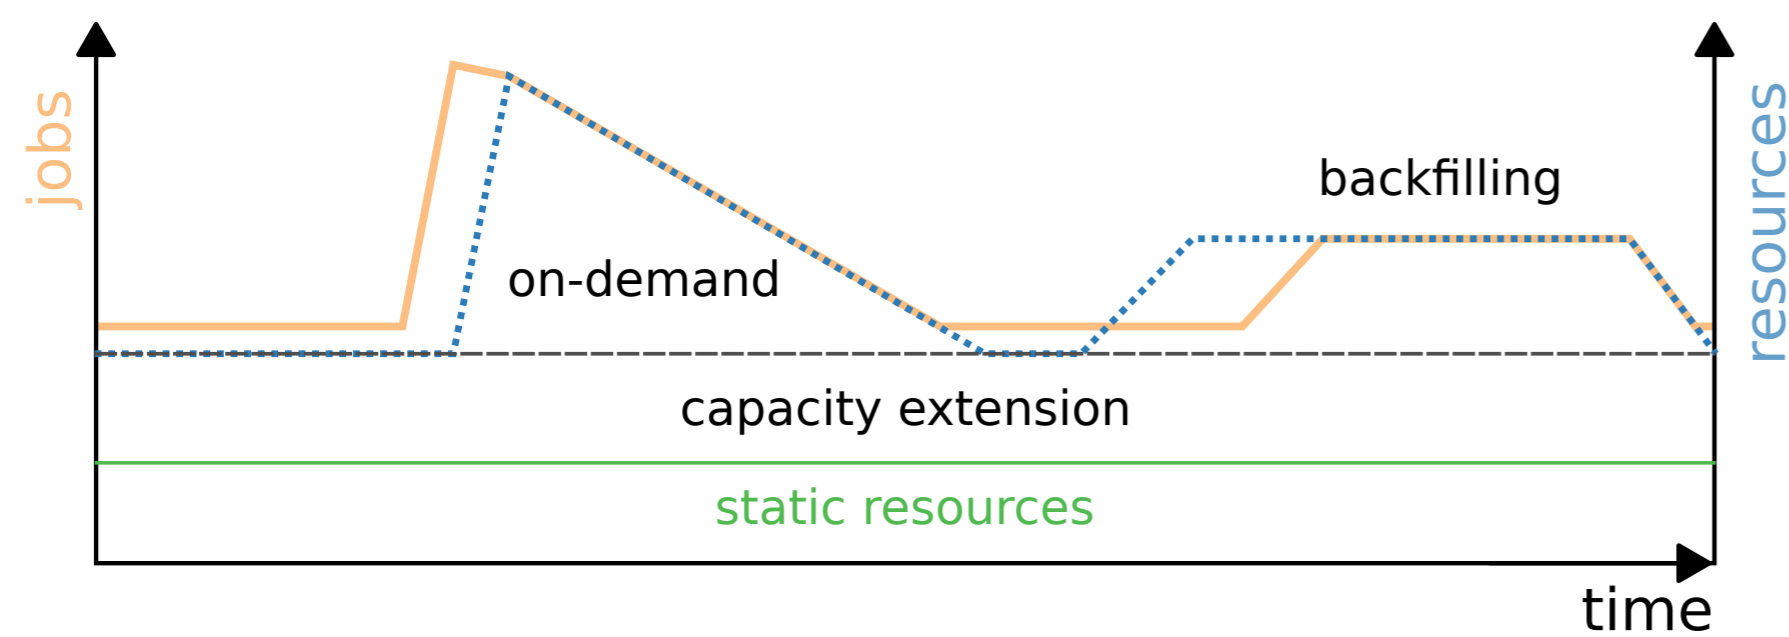 jobs
resources
backfilling
on-demand
capacity extension
static resources
time